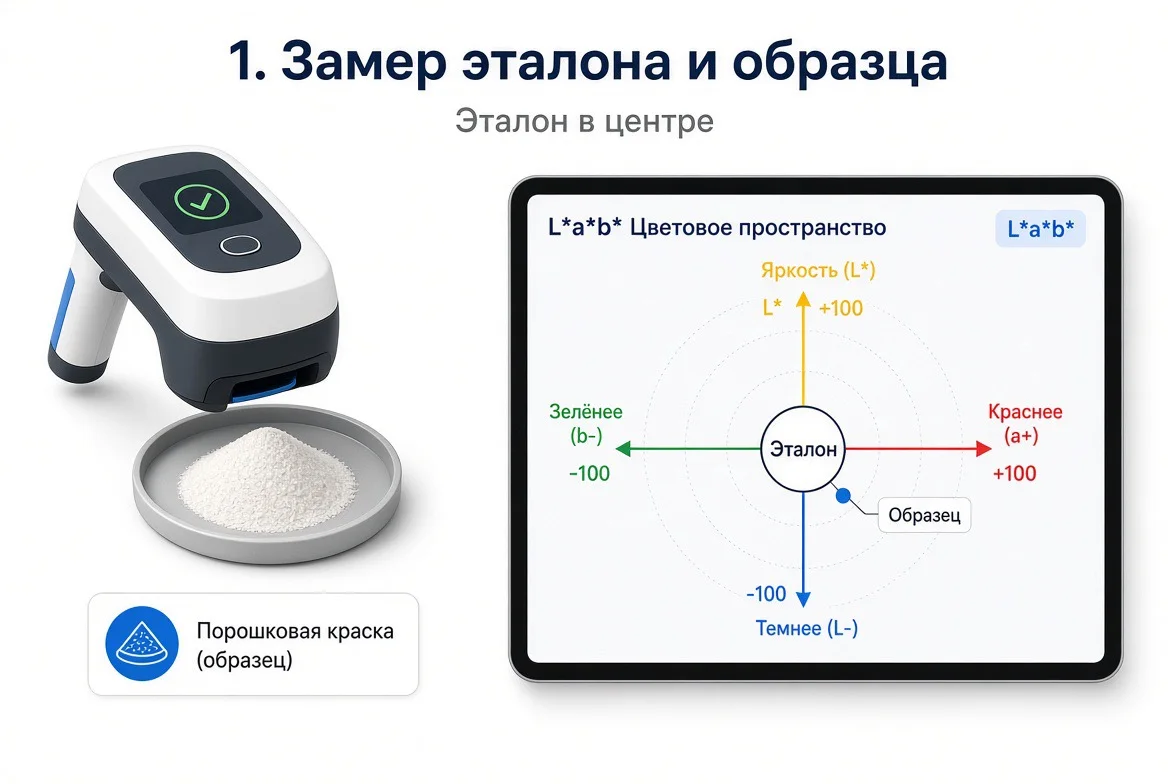 1. Замер эталона и образца
Эталон в центре
L*a*b* Цветовое пространство
L*a*b*
Яркость (L*)
L* +100
Зелёнее
(b-)
-100
Эталон
Краснее
(a+)
+100
Образец
-100
Темнее (L-)
Порошковая краска
(образец)